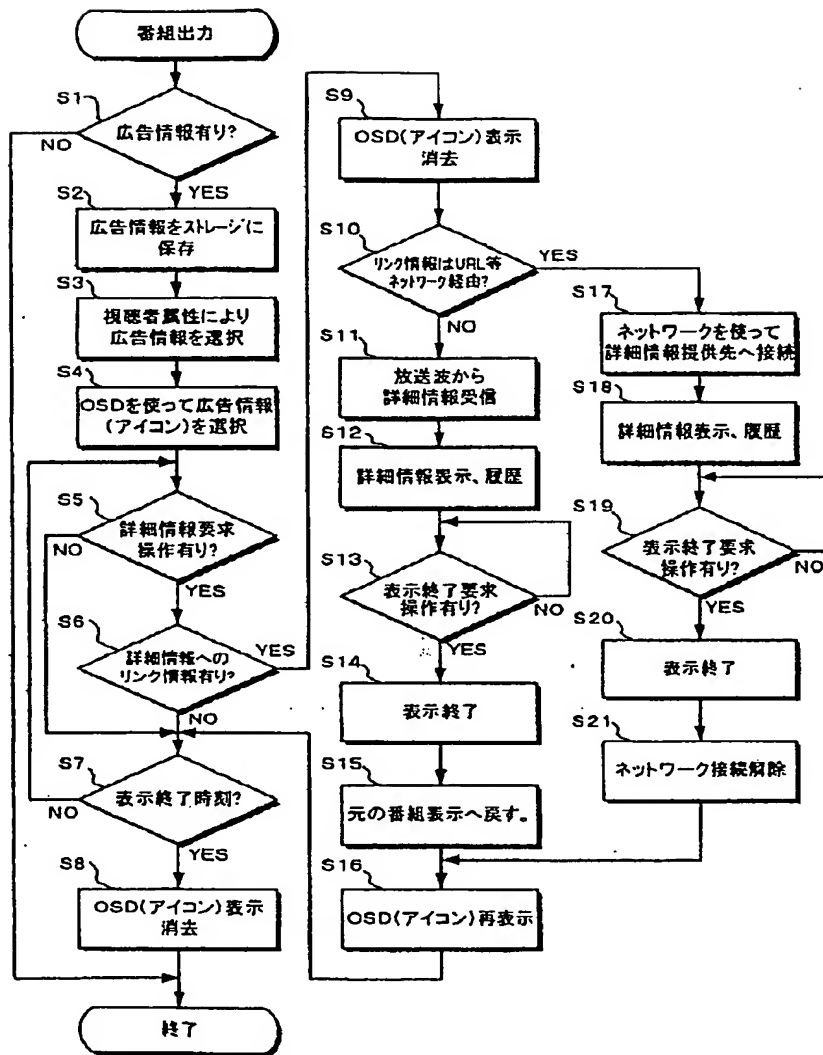 番組出力
S1
広告情報有り?
NO
YES
S2
広告情報をストレージに
保存
S3
視聴者属性により
広告情報を選択
S4
OSDを使って広告情報
(アイコン)を選択
S5
詳細情報要求
操作有り?
NO
YES
S6
詳細情報への
リンク情報有り?
YES
NO
S7
表示終了時刻?
NO
YES
S8
OSD(アイコン)表示
消去
終了
S9
OSD(アイコン)表示
消去
S10
リンク情報はURL等
ネットワーク経由?
YES
NO
S11
放送波から
詳細情報受信
S12
詳細情報表示、履歴
S13
表示終了要求
操作有り?
NO
YES
S14
表示終了
S15
元の番組表示へ戻す。
S16
OSD(アイコン)再表示
S17
ネットワークを使って
詳細情報提供先へ接続
S18
詳細情報表示、履歴
S19
表示終了要求
操作有り?
NO
YES
S20
表示終了
S21
ネットワーク接続解除